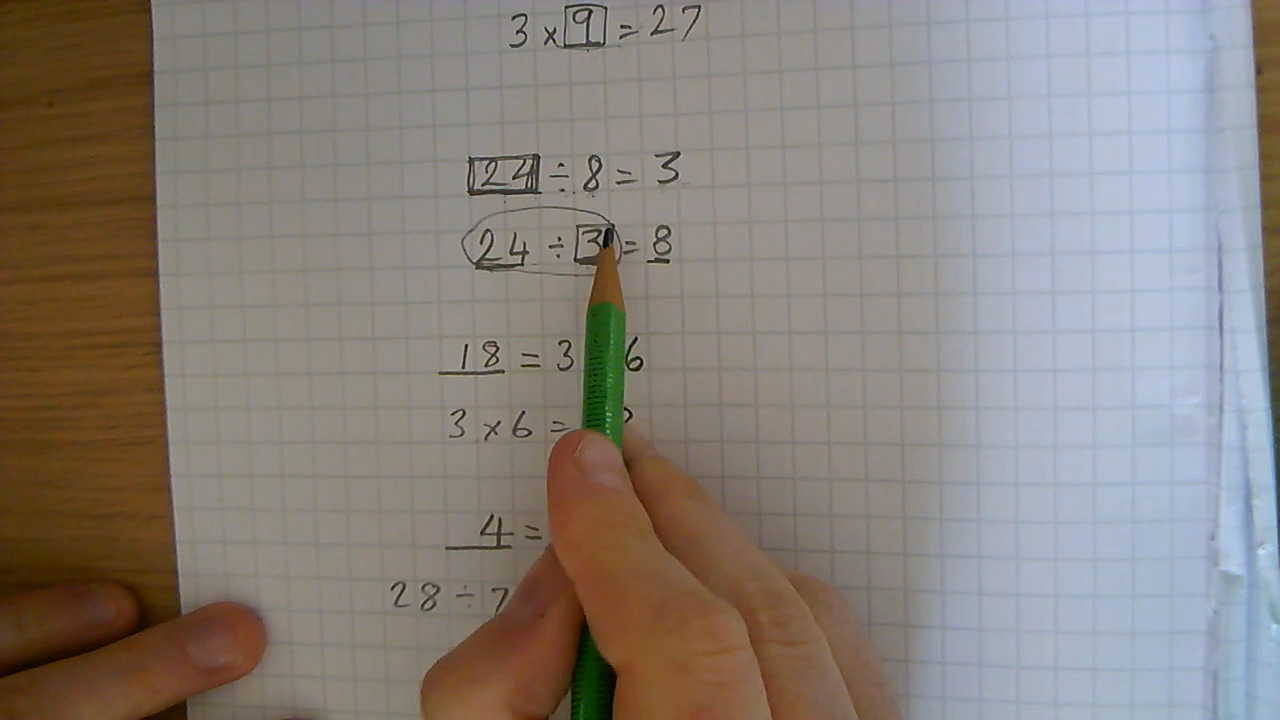 3 x 9 = 27
24 ÷ 8 = 3
24 ÷ 3 = 8
18 = 3 6
3 x 6 =
4 =
28 ÷ 7